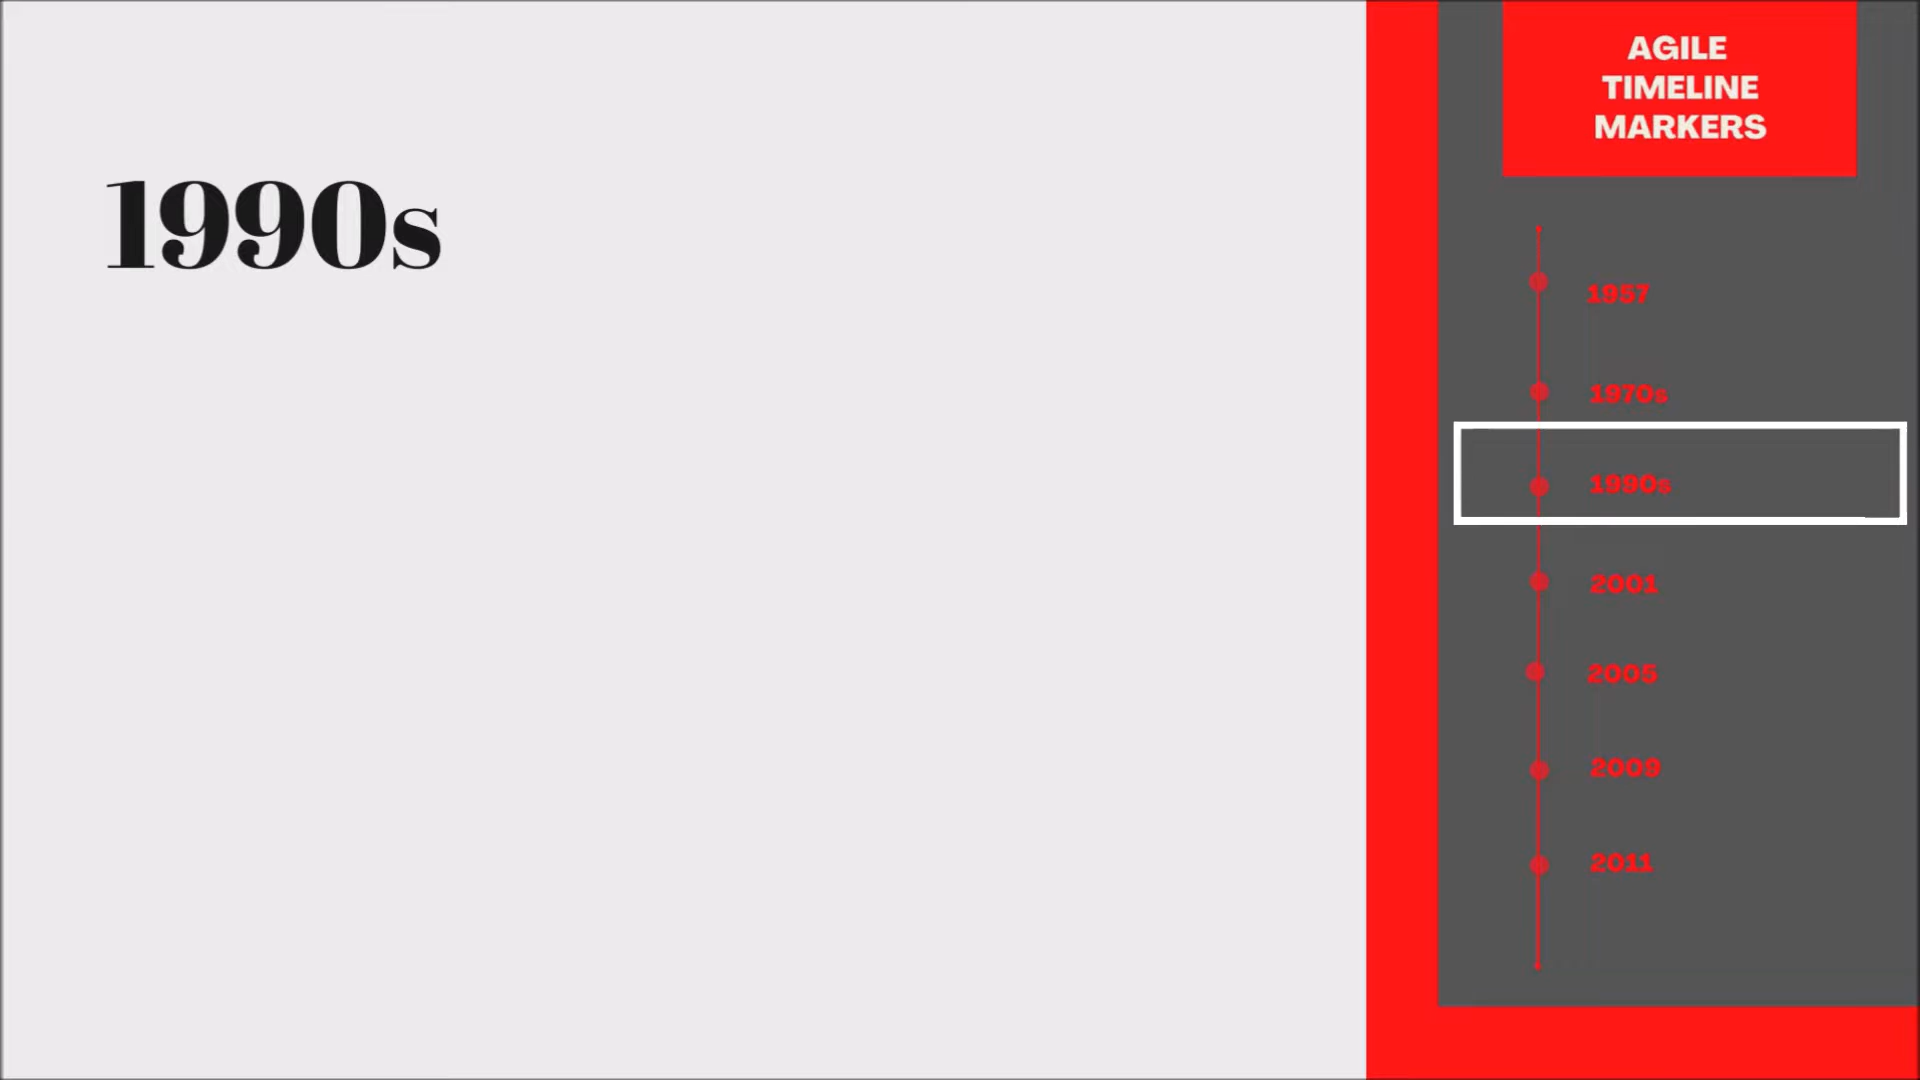 1990s
AGILE
TIMELINE
MARKERS
1957
1970s
1990s
2001
2005
2009
2011